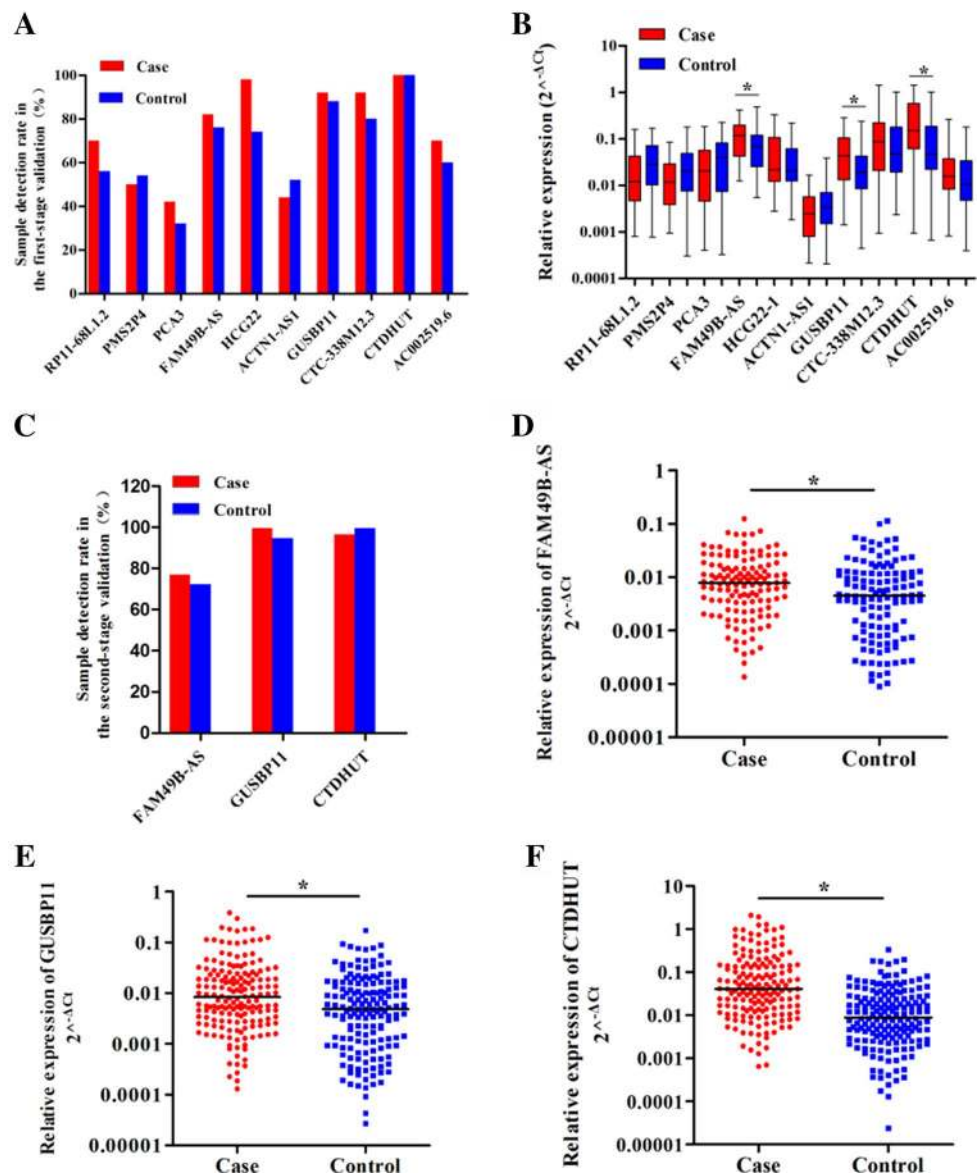 A
Case
Control
Sample detection rate in
the first-stage validation (%)
100
80
60
40
20
0
RP11-68L1.2
PMS2P4
PCA3
FAM49B-AS
HCG22
ACTN1-AS1
GUSBP11
CTC-338M12.3
CTDHUT
AC002519.6
B
Case
Control
Relative expression (2^-ΔCt)
10
1
0.1
0.01
0.001
0.0001
*
*
*
RP11-68L1.2
PMS2P4
PCA3
FAM49B-AS
HCG22-1
ACTN1-AS1
GUSBP11
CTC-338M12.3
CTDHUT
AC002519.6
C
Case
Control
Sample detection rate in
the second-stage validation (%)
120
100
80
60
40
20
0
FAM49B-AS
GUSBP11
CTDHUT
D
Relative expression of FAM49B-AS
2^-ΔCt
1
0.1
0.01
0.001
0.0001
0.00001
*
Case
Control
E
Relative expression of GUSBP11
2^-ΔCt
1
0.1
0.01
0.001
0.0001
0.00001
*
Case
Control
F
Relative expression of CTDHUT
2^-ΔCt
10
1
0.1
0.01
0.001
0.0001
0.00001
*
Case
Control